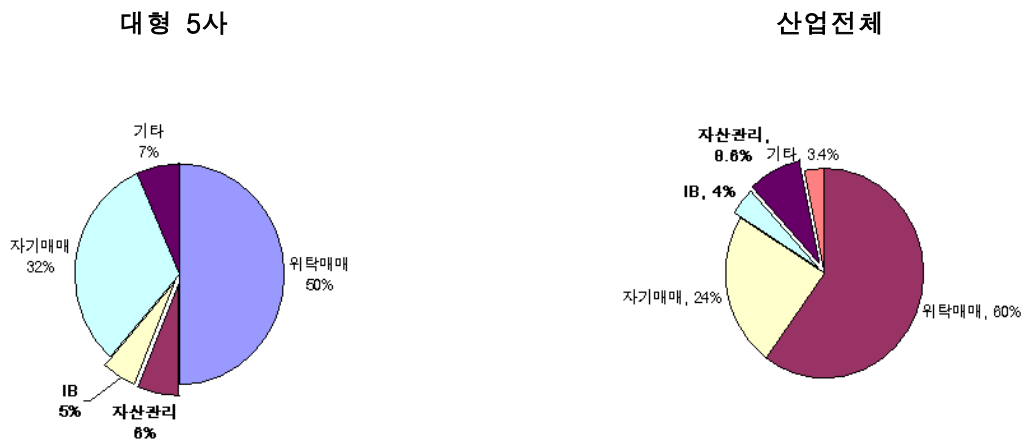 대형 5사
산업전체
기타
7%
자기매매
32%
위탁매매
50%
IB
5%
자산관리
6%
자산관리,
8.6%
기타, 3.4%
IB, 4%
자기매매, 24%
위탁매매, 60%